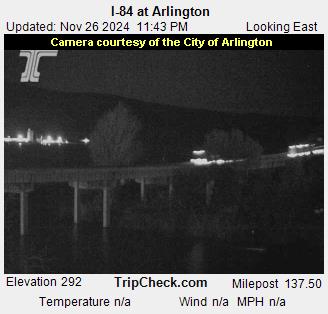 I-84 at Arlington
Updated: Nov 26 2024 11:43 PM Looking East
Camera courtesy of the City of Arlington
Elevation 292 TripCheck.com Milepost 137.50
Temperature n/a Wind n/a MPH n/a